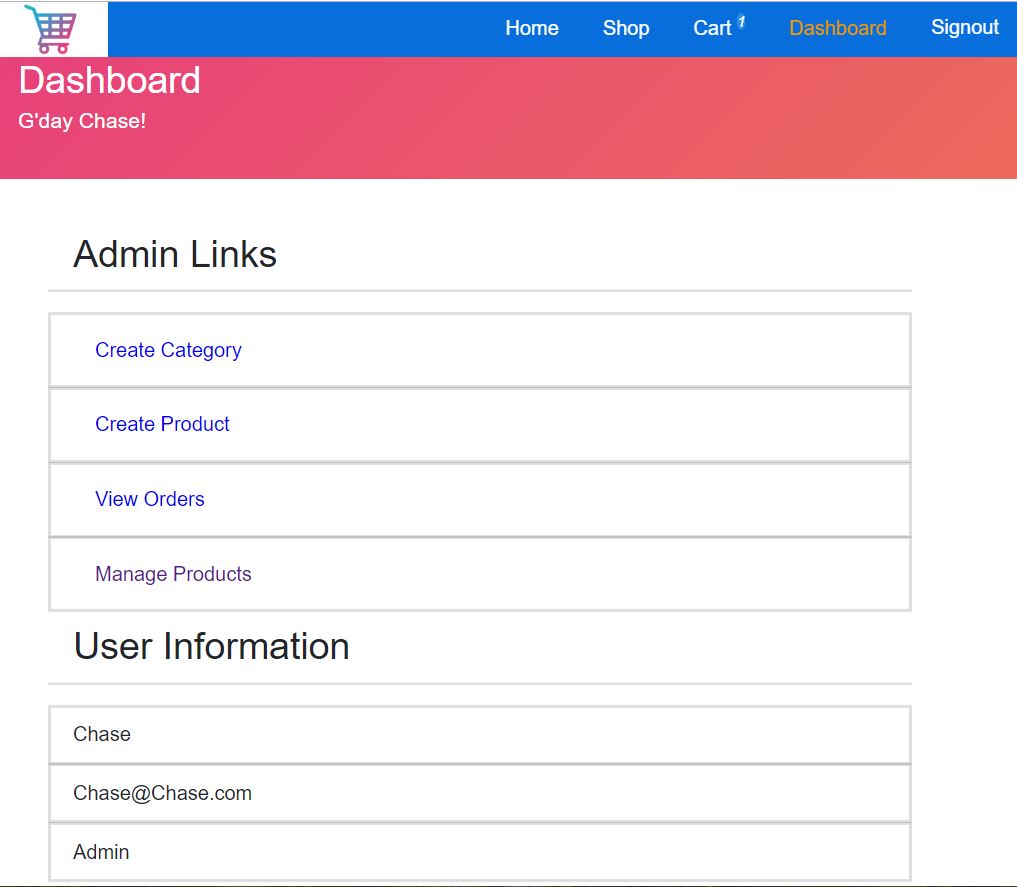 Home Shop Cart 1 Dashboard Signout
Dashboard
G'day Chase!
Admin Links
Create Category
Create Product
View Orders
Manage Products
User Information
Chase
Chase@Chase.com
Admin